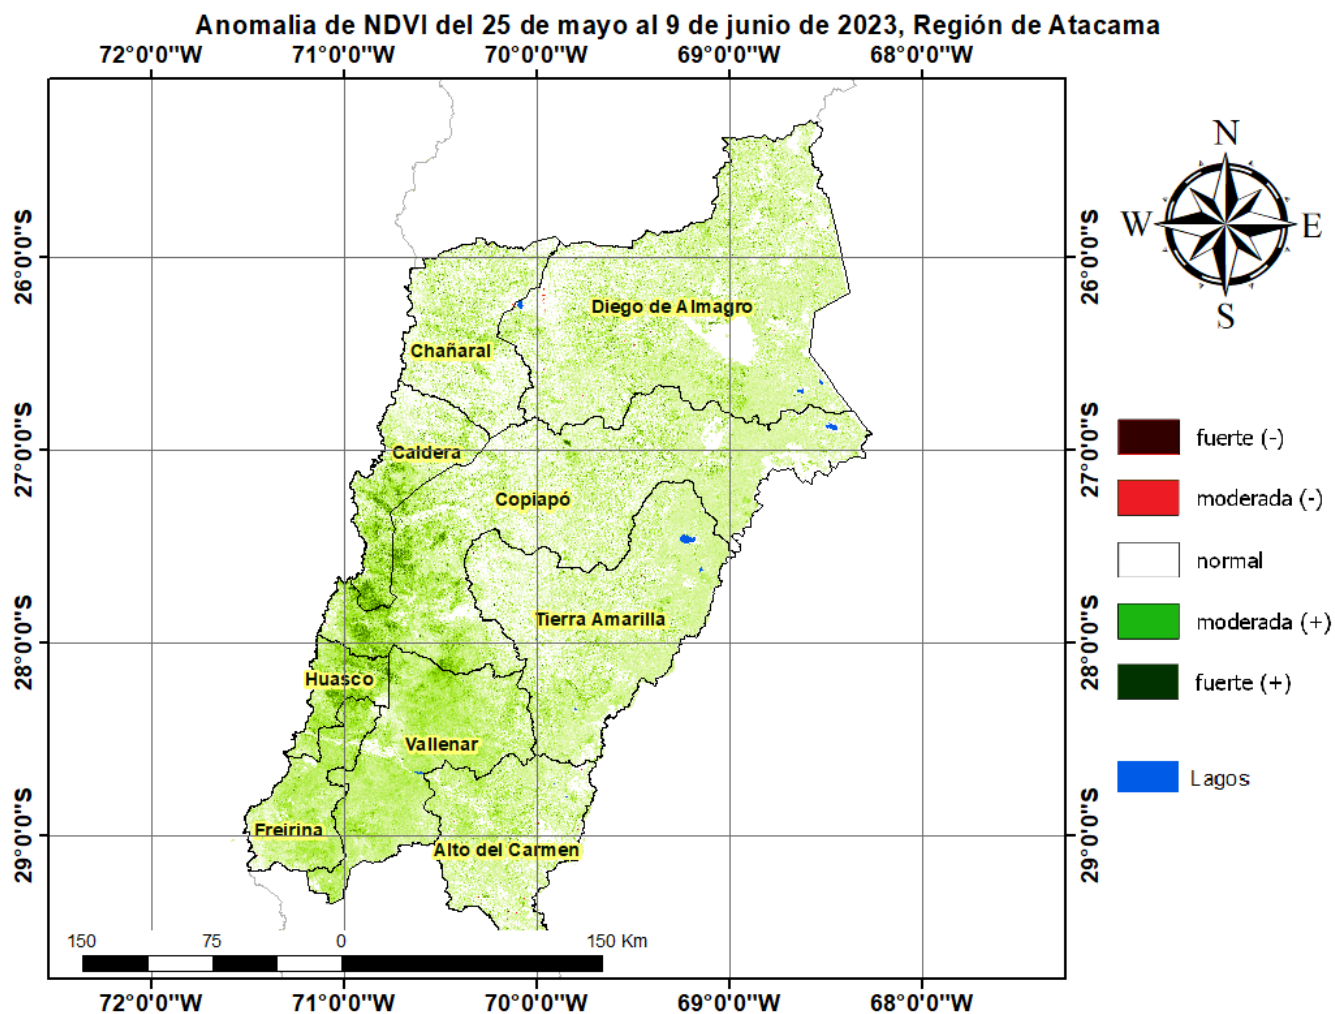 Anomalia de NDVI del 25 de mayo al 9 de junio de 2023, Región de Atacama
72°0'0"W 71°0'0"W 70°0'0"W 69°0'0"W 68°0'0"W
N
W E
S
26°0'0"S 26°0'0"S
Diego de Almagro
Chañaral
27°0'0"S 27°0'0"S
Caldera
fuerte (-)
Copiapó
moderada (-)
normal
Tierra Amarilla
moderada (+)
28°0'0"S 28°0'0"S
Huasco
fuerte (+)
Vallenar
Lagos
29°0'0"S 29°0'0"S
Freirina
Alto del Carmen
150 75 0 150 Km
72°0'0"W 71°0'0"W 70°0'0"W 69°0'0"W 68°0'0"W